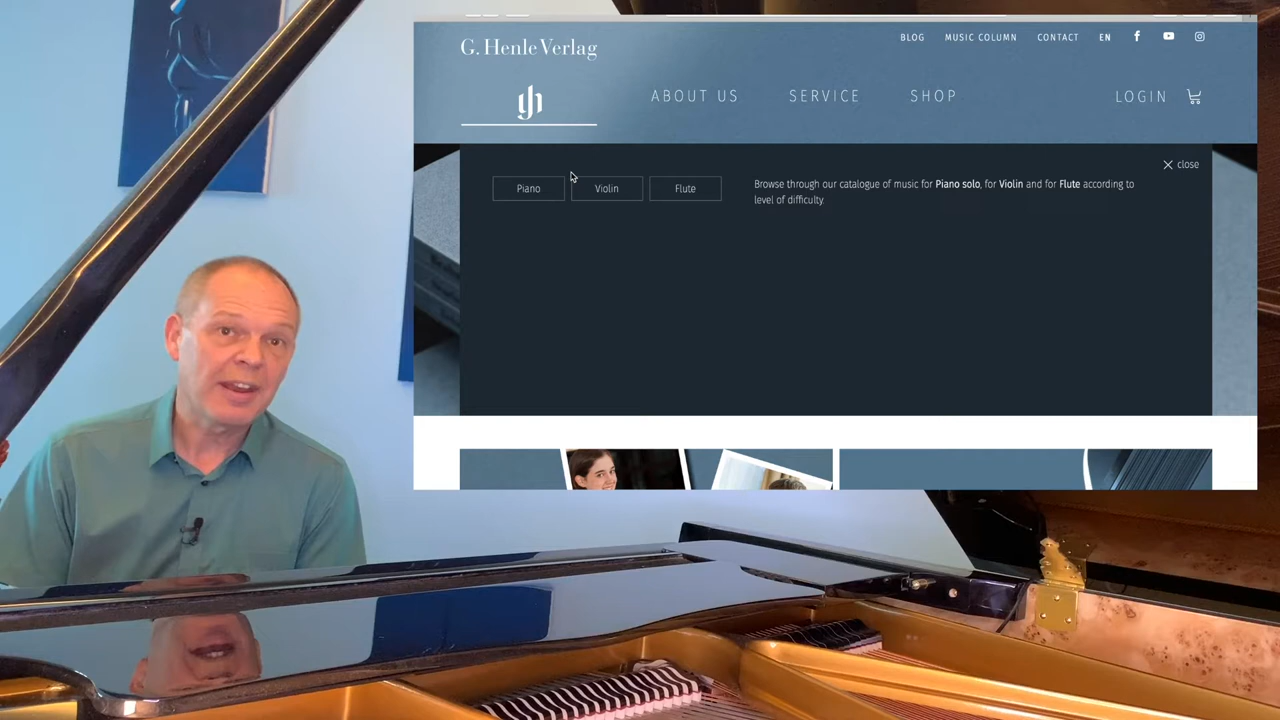 G. Henle Verlag
BLOG MUSIC COLUMN CONTACT EN
ABOUT US SERVICE SHOP LOGIN
close
Piano Violin Flute
Browse through our catalogue of music for Piano solo, for Violin and for Flute according to
level of difficulty.